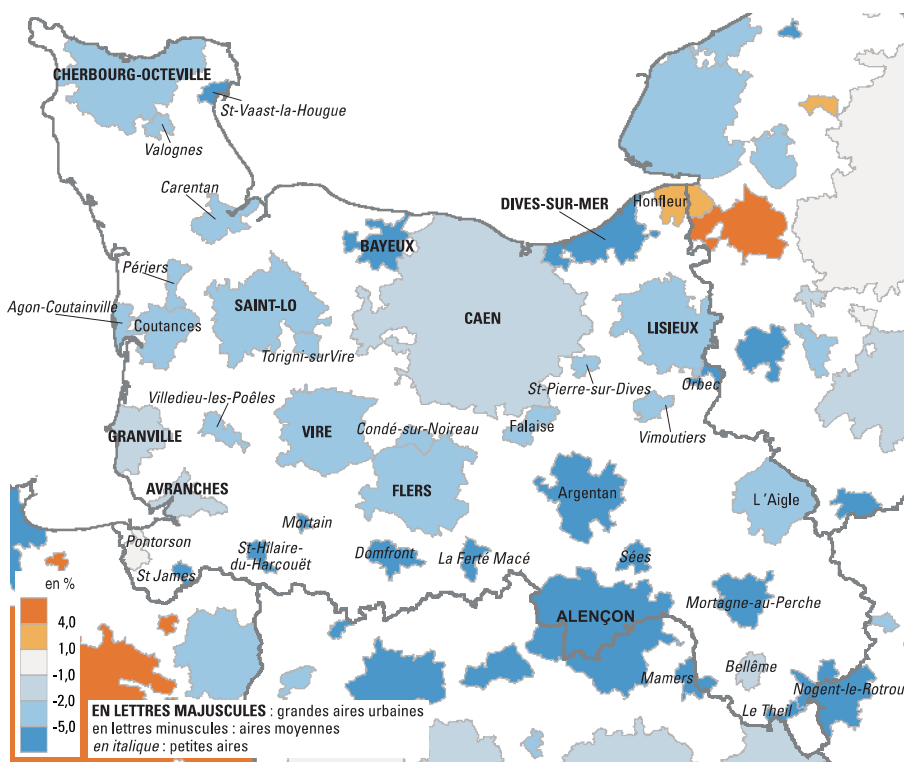 CHERBOURG-OCTEVILLE
St-Vaast-la-Hougue
Valognes
Carentan
DIVES-SUR-MER
Honfleur
BAYEUX
Périers
Agon-Coutainville
SAINT-LO
Coutances
CAEN
LISIEUX
Torigni-surVire
St-Pierre-sur-Dives
Orbec
Villedieu-les-Poêles
GRANVILLE
VIRE
Condé-sur-Noireau
Falaise
Vimoutiers
AVRANCHES
FLERS
Argentan
L'Aigle
Mortain
Pontorson
St-Hilaire-
du-Harcouët
Domfront
La Ferté Macé
Sées
St James
ALENÇON
Mortagne-au-Perche
Bellême
Mamers
Nogent-le-Rotrou
Le Theil
en %
4,0
1,0
-1,0
-2,0
-5,0
EN LETTRES MAJUSCULES : grandes aires urbaines
en lettres minuscules : aires moyennes
en italique : petites aires